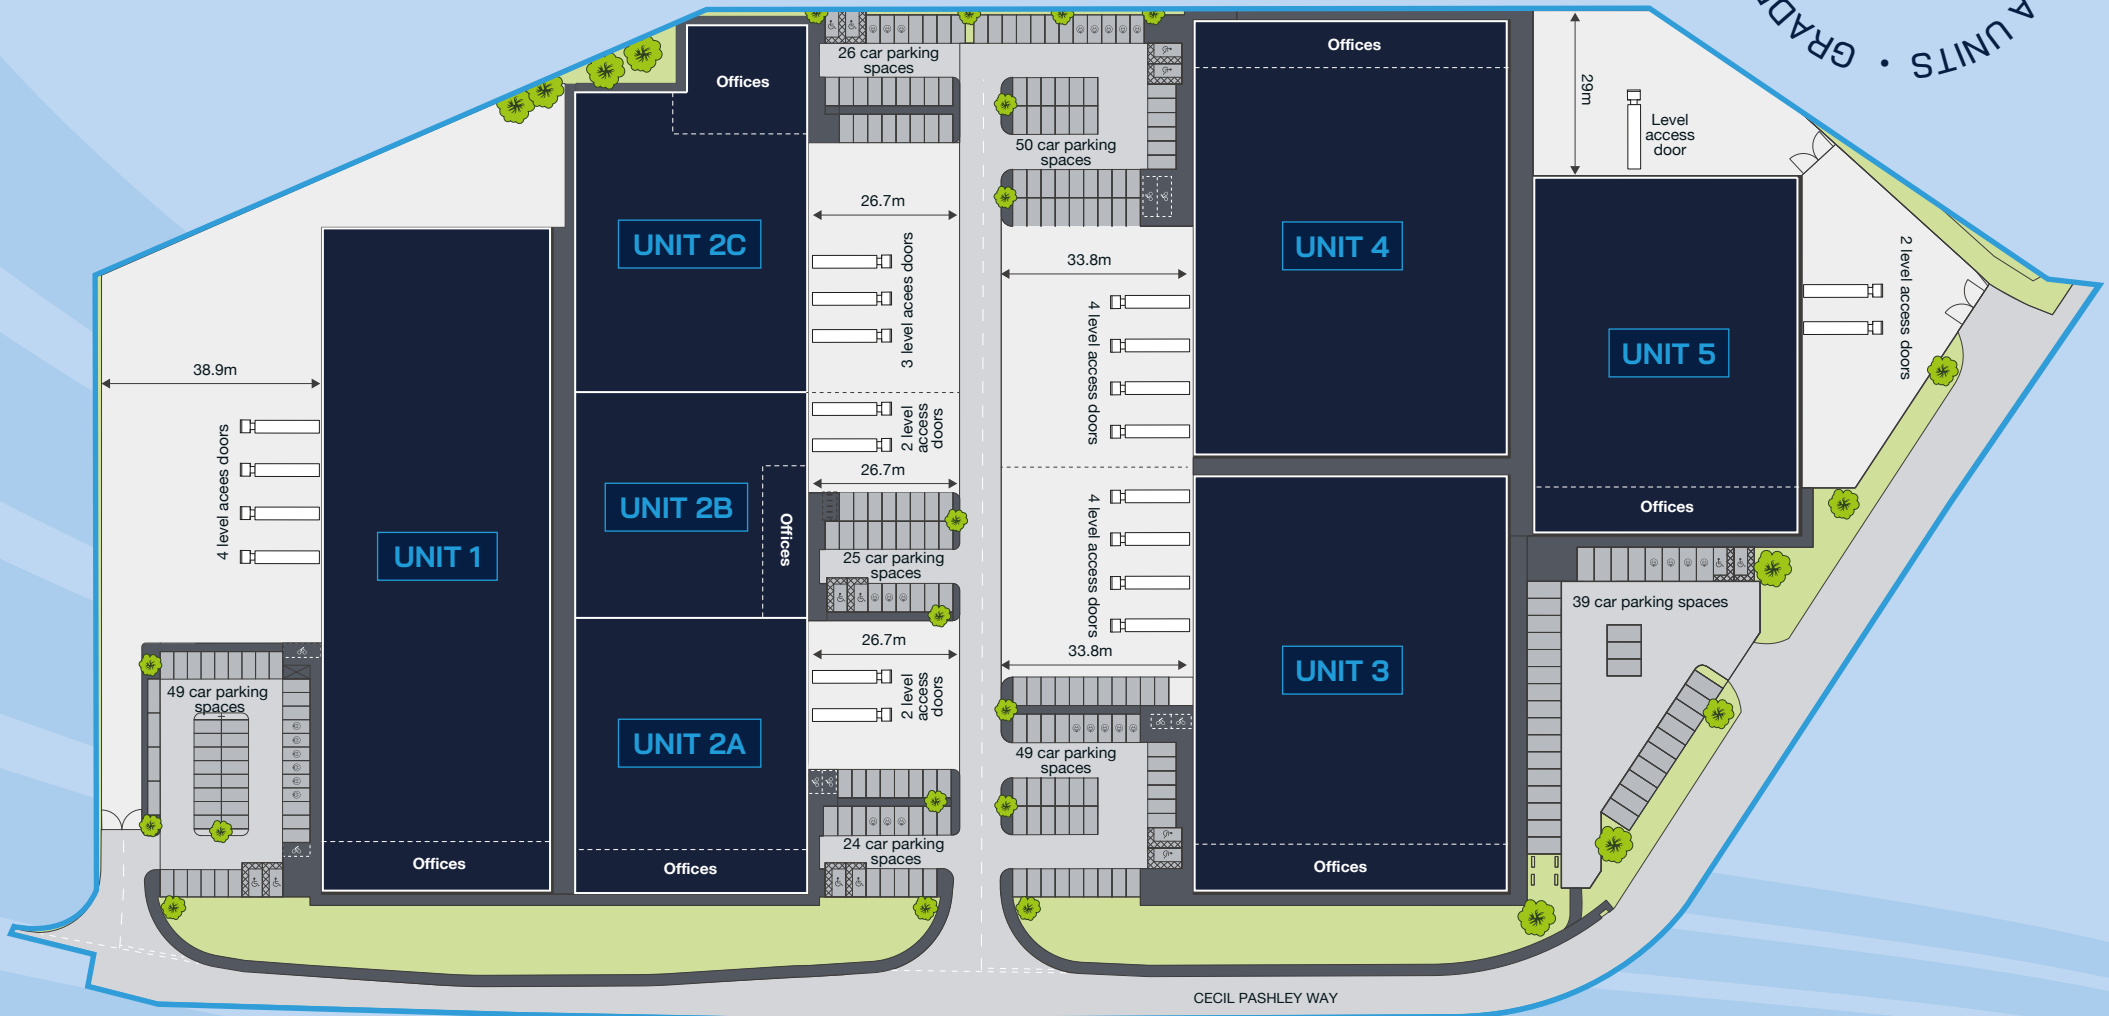 A UNITS • GRADA
Offices
26 car parking
spaces
Offices
29m
Level
access
door
50 car parking
spaces
26.7m
UNIT 2C
3 level acees doors
33.8m
4 level access doors
UNIT 4
2 level access doors
UNIT 5
38.9m
4 level acees doors
2 level
access
doors
26.7m
UNIT 2B
Offices
4 level access doors
Offices
UNIT 1
25 car parking
spaces
39 car parking spaces
26.7m
33.8m
UNIT 3
49 car parking
spaces
2 level
access
doors
UNIT 2A
49 car parking
spaces
24 car parking
spaces
Offices
Offices
Offices
CECIL PASHLEY WAY